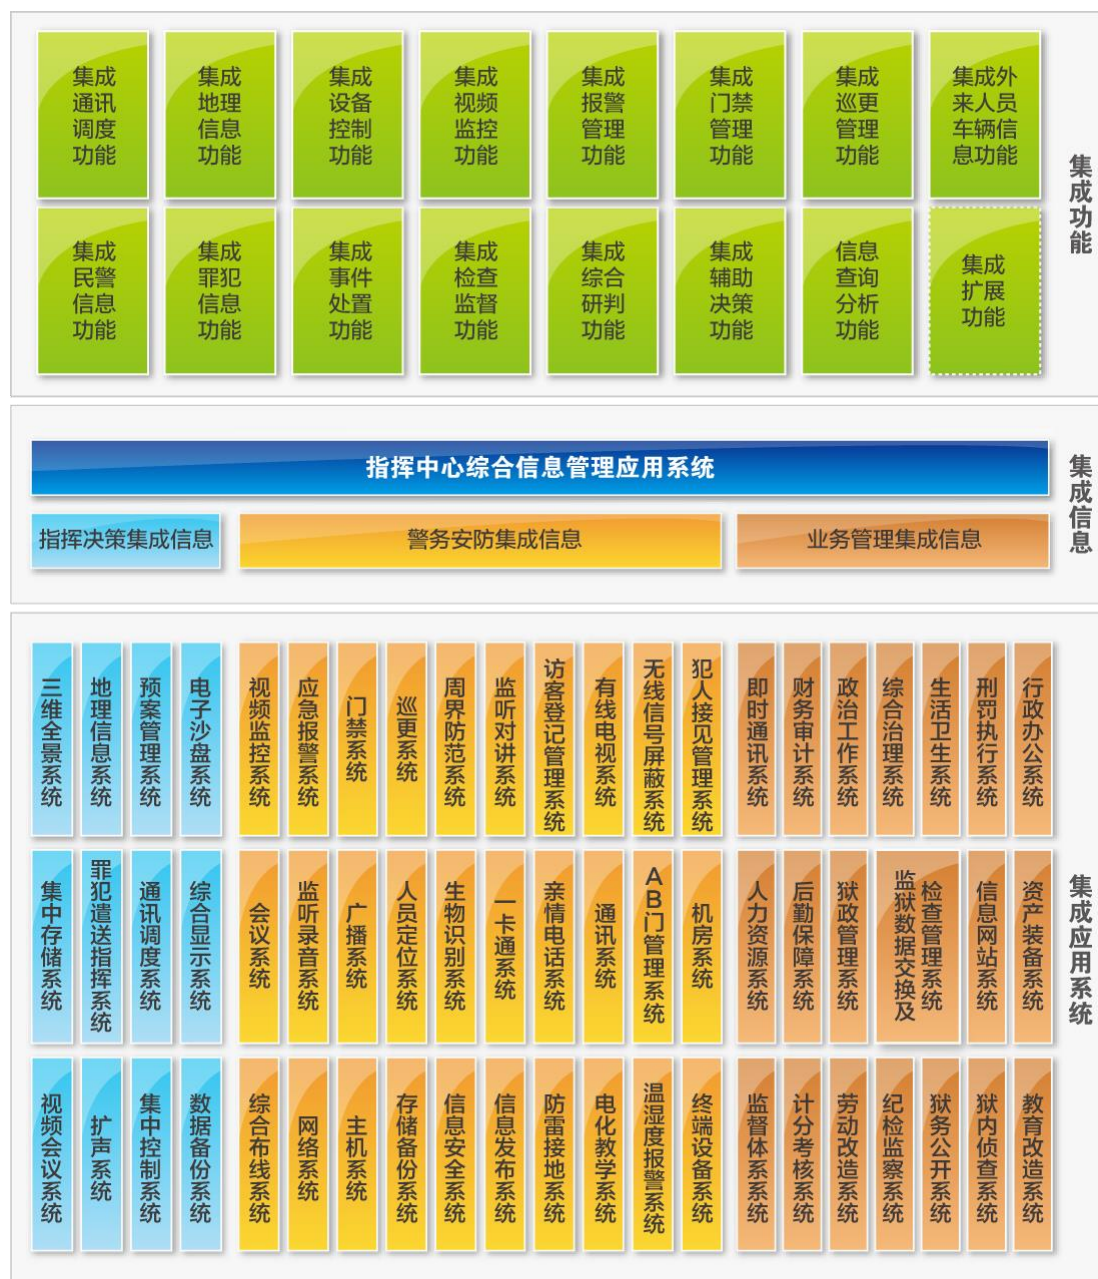 集成
通讯
调度
功能
集成
地理
信息
功能
集成
设备
控制
功能
集成
视频
监控
功能
集成
报警
管理
功能
集成
门禁
管理
功能
集成
巡更
管理
功能
集成外
来人员
车辆信
息功能
集成
民警
信息
功能
集成
罪犯
信息
功能
集成
事件
处置
功能
集成
检查
监督
功能
集成
综合
研判
功能
集成
辅助
决策
功能
信息
查询
分析
功能
集成
扩展
功能
集成功能
指挥中心综合信息管理应用系统
指挥决策集成信息
警务安防集成信息
业务管理集成信息
集成信息
三维全景系统
地理信息系统
预案管理系统
电子沙盘系统
视频监控系统
应急报警系统
门禁系统
巡更系统
周界防范系统
监听对讲系统
访客登记管理系统
有线电视系统
无线信号屏蔽系统
犯人接见管理系统
即时通讯系统
财务审计系统
政治工作系统
综合治理系统
生活卫生系统
刑罚执行系统
行政办公系统
集中存储系统
罪犯遣送指挥系统
通讯调度系统
综合显示系统
会议系统
监听录音系统
广播系统
人员定位系统
生物识别系统
一卡通系统
亲情电话系统
通讯系统
AB门管理系统
机房系统
人力资源系统
后勤保障系统
狱政管理系统
监狱数据交换及
检查管理系统
信息网站系统
资产装备系统
视频会议系统
扩声系统
集中控制系统
数据备份系统
综合布线系统
网络系统
主机系统
存储备份系统
信息安全系统
信息发布系统
防雷接地系统
电化教学系统
温湿度报警系统
终端设备系统
监督体系系统
计分考核系统
劳动改造系统
纪检监察系统
狱务公开系统
狱内侦查系统
教育改造系统
集成应用系统